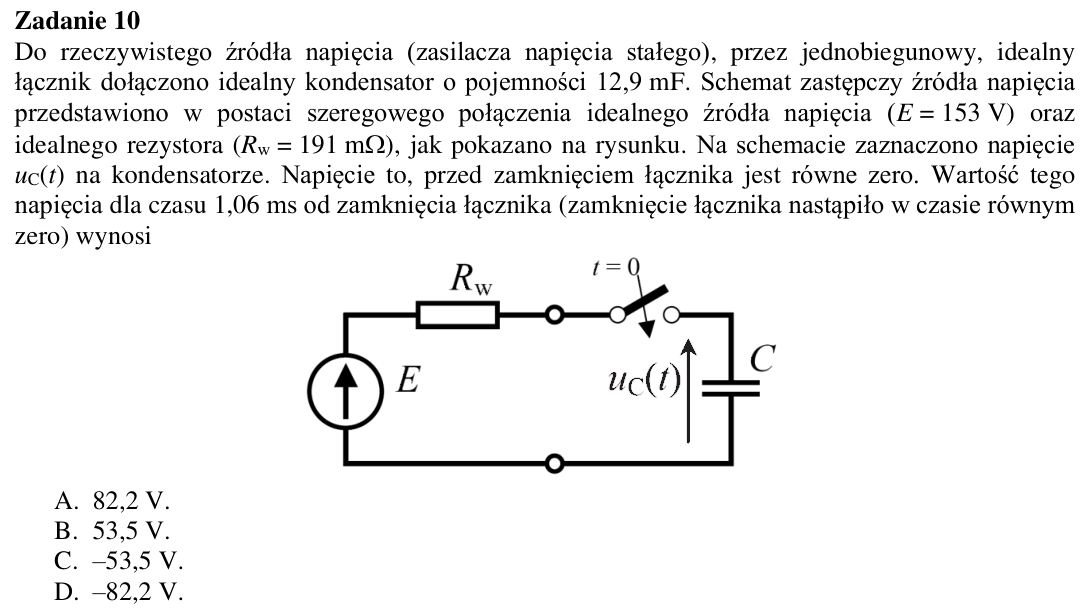 Zadanie 10
Do rzeczywistego źródła napięcia (zasilacza napięcia stałego), przez jednobiegunowy, idealny
łącznik dołączono idealny kondensator o pojemności 12,9 mF. Schemat zastępczy źródła napięcia
przedstawiono w postaci szeregowego połączenia idealnego źródła napięcia (E = 153 V) oraz
idealnego rezystora (Rw = 191 mΩ), jak pokazano na rysunku. Na schemacie zaznaczono napięcie
uC(t) na kondensatorze. Napięcie to, przed zamknięciem łącznika jest równe zero. Wartość tego
napięcia dla czasu 1,06 ms od zamknięcia łącznika (zamknięcie łącznika nastąpiło w czasie równym
zero) wynosi
Rw
t = 0
E
uC(t)
C
A. 82,2 V.
B. 53,5 V.
C. –53,5 V.
D. –82,2 V.